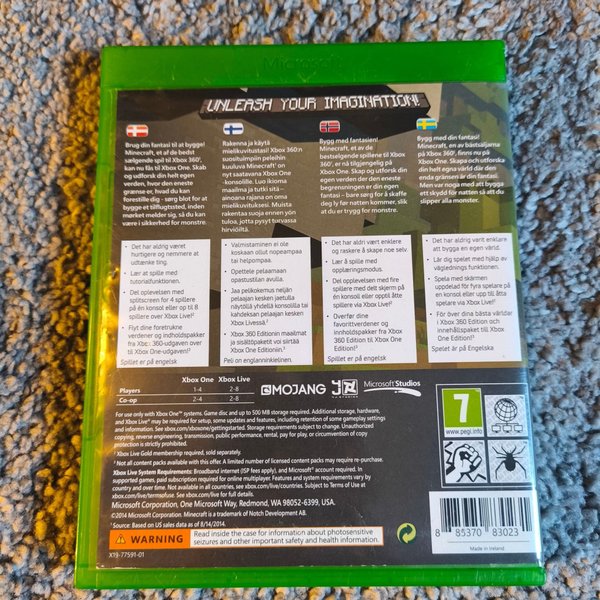 Microsoft
UNLEASH YOUR IMAGINATION!
Brug din fantasi til at bygge!
Minecraft, et af de bedst
sælgende spil til Xbox 360¹,
kan nu fås til Xbox One. Skab
og udforsk din helt egen
verden, hvor den eneste
grænse er, hvad du kan
forestille dig - sørg blot for at
bygge et tilflugtssted, inden
mørket melder sig, så du kan
være i sikkerhed for monstre.
• Det har aldrig været
hurtigere og nemmere at
udtænke ting.
• Lær at spille med
tutorialfunktionen.
• Del oplevelsen med
splitscreen for 4 spillere
på én konsol eller op til 8
spillere over Xbox Live!²
• Flyt dine foretrukne
verdener og indholdspakker
fra Xbox 360-udgaven over
til Xbox One-udgaven!³
Spillet er på engelsk
Rakenna ja käytä
mielikuvitustasi! Xbox 360:n
suosituimpiin peleihin
kuuluva Minecraft¹ on
nyt saatavana Xbox One
-konsolille. Luo ikioma
maailma ja tutki sitä -
ainoana rajana on oma
mielikuvituksesi. Muista
rakentaa suoja ennen yön
tuloa, jotta pysyt turvassa
hirviöiltä.
• Valmistaminen ei ole
koskaan ollut nopeampaa
tai helpompaa.
• Opettele pelaamaan
opastustilan avulla.
• Jaa pelikokemus neljän
pelaajan kesken jaetulla
näytöllä yhdellä konsolilla tai
kahdeksan pelaajan kesken
Xbox Livessä.²
• Xbox 360 Editionin maailmat
ja sisältöpaketit voi siirtää
Xbox One Editioniin.³
Peli on englanninkielinen.
Bygg med fantasien!
Minecraft, et av de
bestselgende spillene til Xbox
360¹, er nå tilgjengelig på
Xbox One. Skap og utforsk din
egen verden der den eneste
begrensningen er din egen
fantasi – bare sørg for å skaffe
deg ly før natten kommer, slik
at du er trygg for monstre.
• Det har aldri vært enklere
og raskere å skape noe selv
• Lær å spille med
opplæringsmodus.
• Del opplevelsen med fire
spillere med delt skjerm på
én konsoll eller opptil åtte
spillere via Xbox Live!²
• Overfør dine
favorittverdener og
innholdspakker fra Xbox
360 Edition til Xbox One
Edition!³
Spillet er på engelsk
Bygg med din fantasi!
Minecraft, en av bästsäljarna
på Xbox 360¹, finns nu på
Xbox One. Skapa och utforska
din helt egna värld där den
enda gränsen är din fantasi.
Men var noga med att bygga
ett skydd för natten så att du
slipper alla monster.
• Det har aldrig varit enklare
att bygga en egen värld.
• Lär dig spelet med hjälp av
väglednings funktionen.
• Spela med skärmen
uppdelad för fyra spelare på
en konsol eller upp till åtta
spelare via Xbox Live!²
• För över dina bästa världar
i Xbox 360 Edition och
innehållspaket till Xbox
One Edition!³
Spelet är på Engelska
Xbox One Xbox Live
Players 1-4 2-8
Co-op 2-4 2-8
MOJANG
4J STUDIOS
Microsoft Studios
For use only with Xbox One™ systems. Game disc and up to 500 MB storage required. Additional storage, hardware,
and Xbox Live² may be required for setup, some updates and features, including retention of some gameplay settings
See xbox.com/xboxone/gettingstarted. Storage requirements subject to change. Unauthorized
copying, reverse engineering, transmission, public performance, rental, pay for play, or circumvention of copy
protection is strictly prohibited.
² Xbox Live Gold membership required, sold separately.
³ Not all content packs available with this offer. A limited number of licensed content packs may require re-purchase.
Xbox Live System Requirements: Broadband internet (ISP fees apply), and Microsoft® account required. In
supported games, paid subscription required for online multiplayer. Features and system requirements vary by
country and over time. Not available in all countries, see xbox.com/live/countries. Subject to Terms of Use at
xbox.com/live/termsofuse. See xbox.com/live for full details.
Microsoft Corporation, One Microsoft Way, Redmond, WA 98052-6399, USA.
©2014 Microsoft Corporation. Minecraft is a trademark of Notch Development AB.
¹ Source: Based on US sales data as of 8/14/2014.
7
www.pegi.info
WARNING
Read inside the case for information about photosensitive
seizures and other important safety and health information.
X19-77591-01
8 85370 83023
Made in Ireland